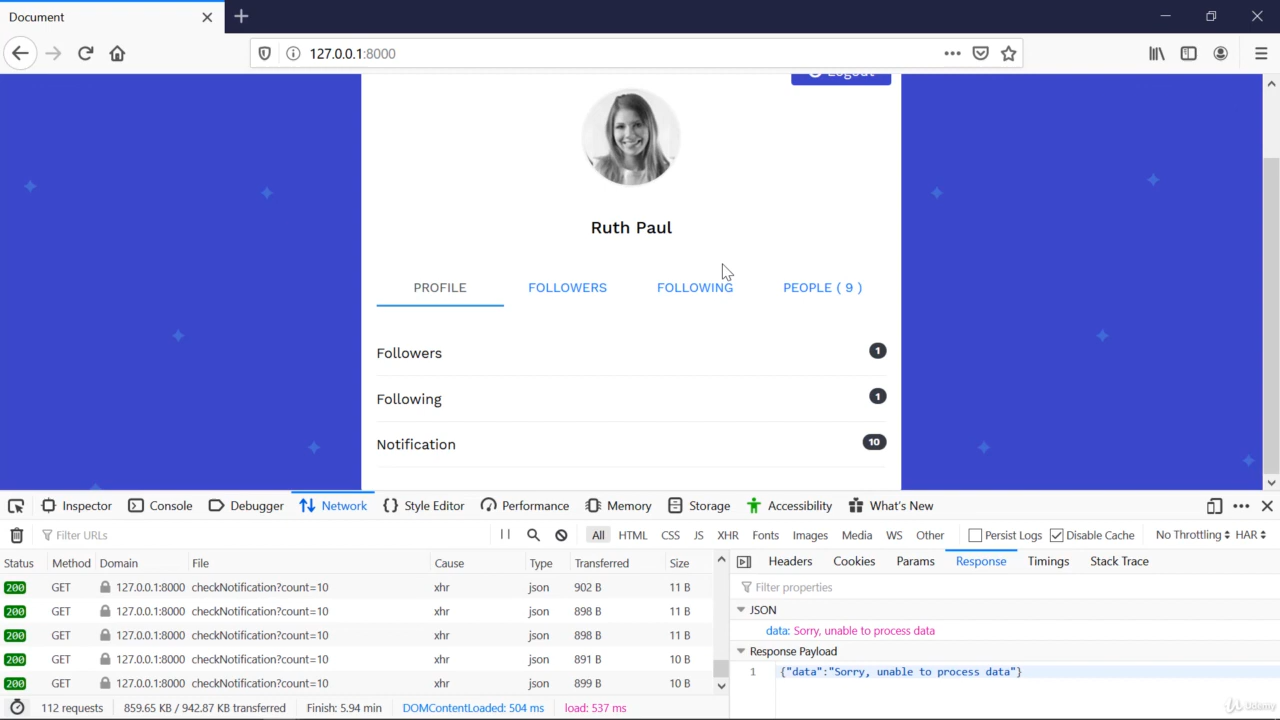 Document
127.0.0.1:8000
Logout
Ruth Paul
PROFILE FOLLOWERS FOLLOWING PEOPLE ( 9 )
Followers 1
Following 1
Notification 10
Inspector Console Debugger Network Style Editor Performance Memory Storage Accessibility What's New
Filter URLs All HTML CSS JS XHR Fonts Images Media WS Other Persist Logs Disable Cache No Throttling HAR
Status Method Domain File Cause Type Transferred Size Headers Cookies Params Response Timings Stack Trace
200 GET 127.0.0.1:8000 checkNotification?count=10 xhr json 902 B 11 B
200 GET 127.0.0.1:8000 checkNotification?count=10 xhr json 898 B 11 B
200 GET 127.0.0.1:8000 checkNotification?count=10 xhr json 898 B 11 B
200 GET 127.0.0.1:8000 checkNotification?count=10 xhr json 891 B 10 B
200 GET 127.0.0.1:8000 checkNotification?count=10 xhr json 899 B 10 B
Filter properties
JSON
data: Sorry, unable to process data
Response Payload
1 {"data":"Sorry, unable to process data"}
112 requests 859.65 KB / 942.87 KB transferred Finish: 5.94 min DOMContentLoaded: 504 ms load: 537 ms
Udemy